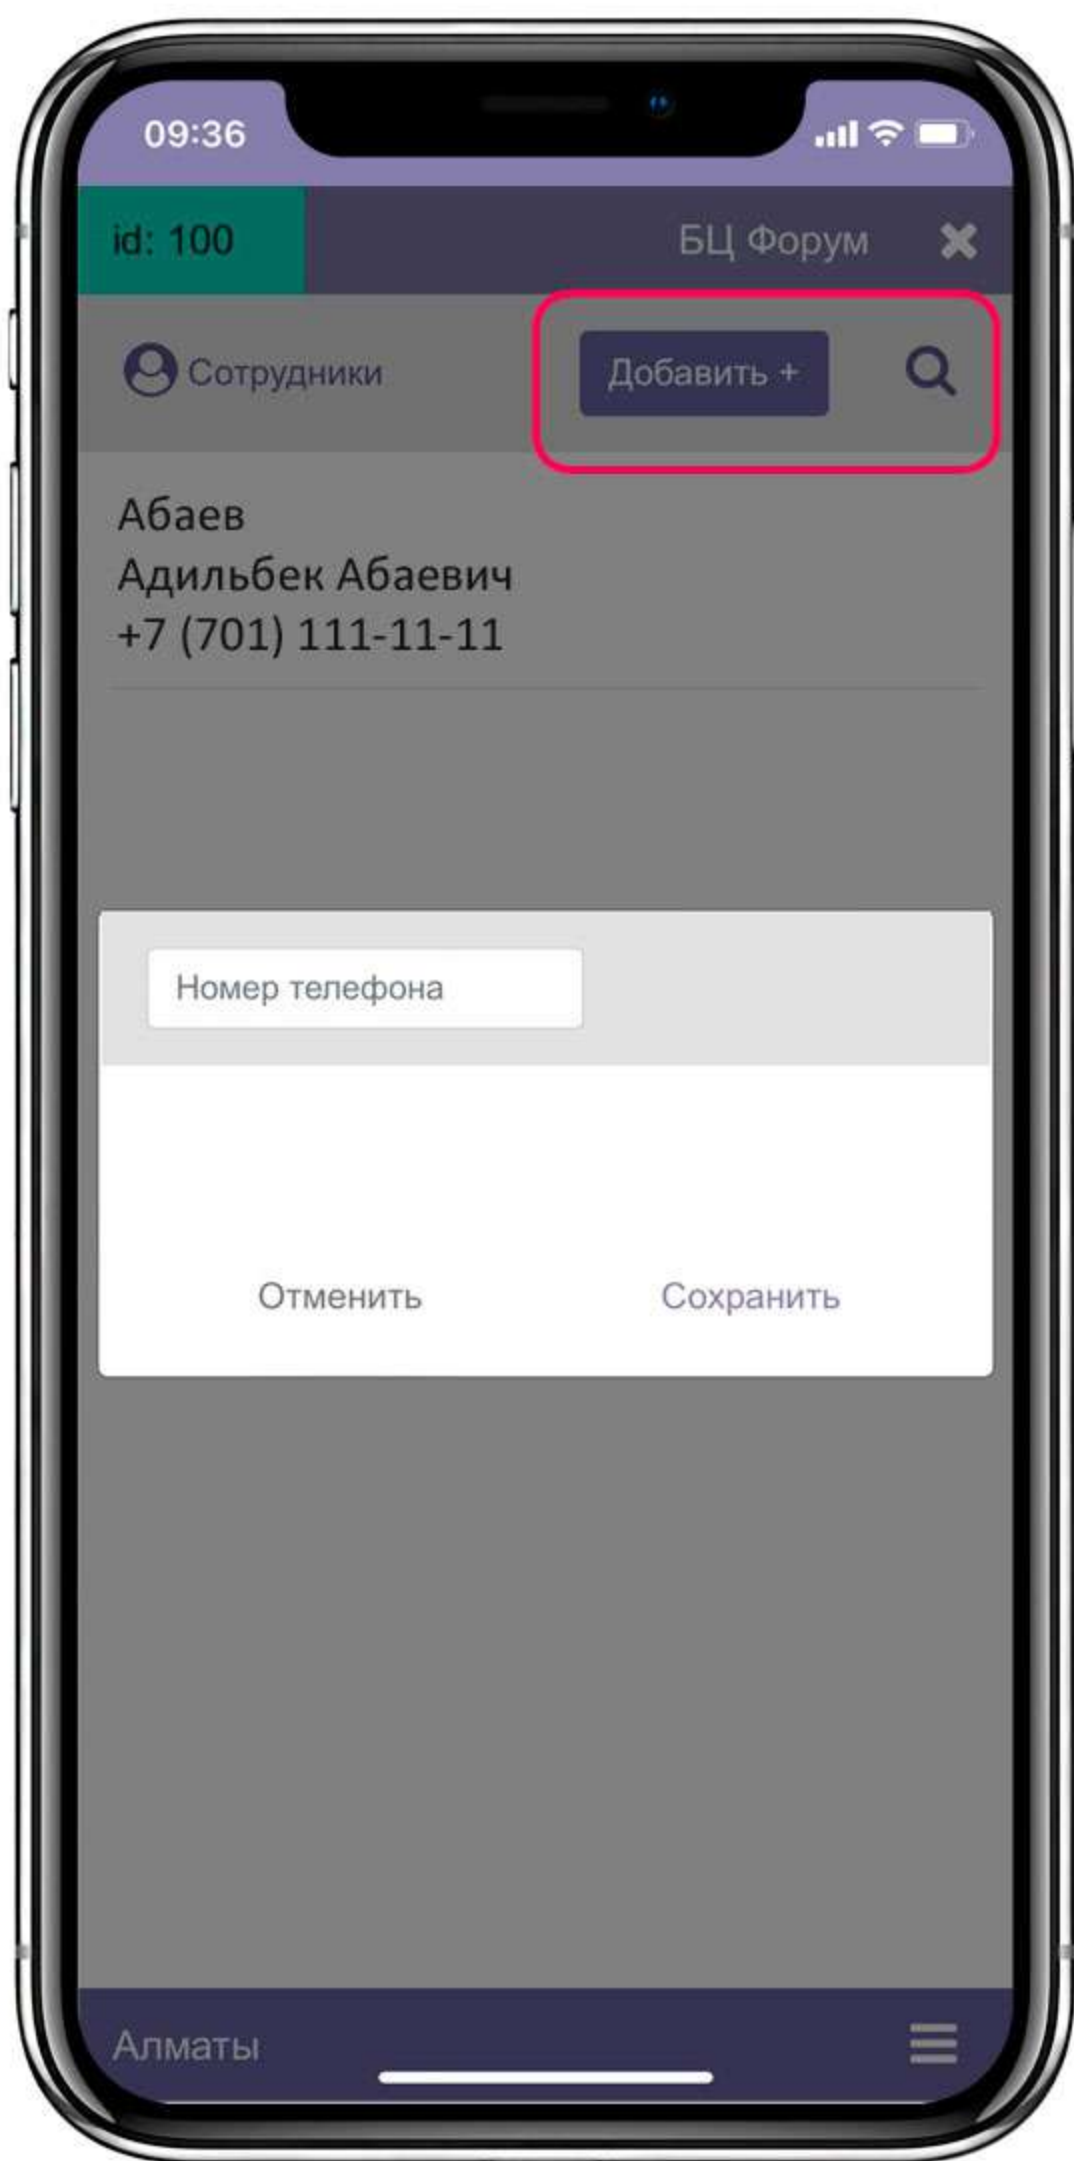 09:36
id: 100
БЦ Форум
Сотрудники
Добавить +
Абаев
Адильбек Абаевич
+7 (701) 111-11-11
Номер телефона
Отменить
Сохранить
Алматы